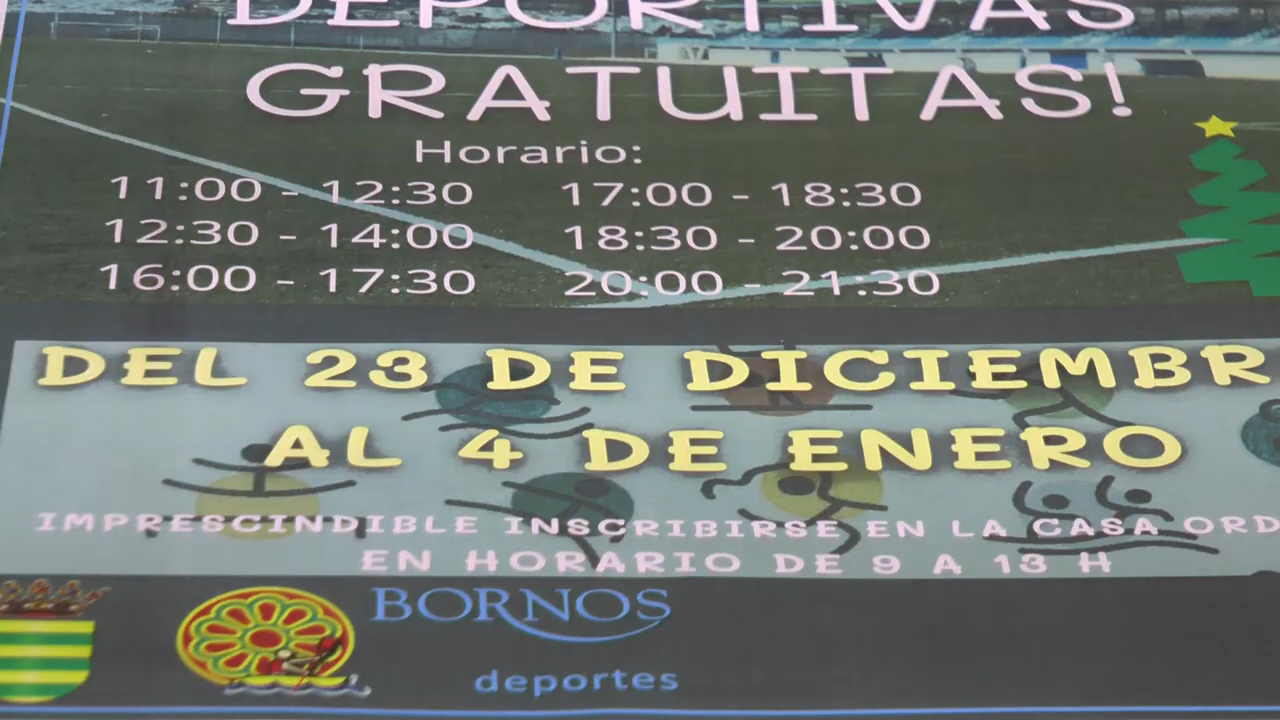 DEPORTIVAS
GRATUITAS!
Horario:
11:00 - 12:30 17:00 - 18:30
12:30 - 14:00 18:30 - 20:00
16:00 - 17:30 20:00 - 21:30
DEL 23 DE DICIEMBR
AL 4 DE ENERO
IMPRESCINDIBLE INSCRIBIRSE EN LA CASA ORD
EN HORARIO DE 9 A 13 H
BORNOS
deportes